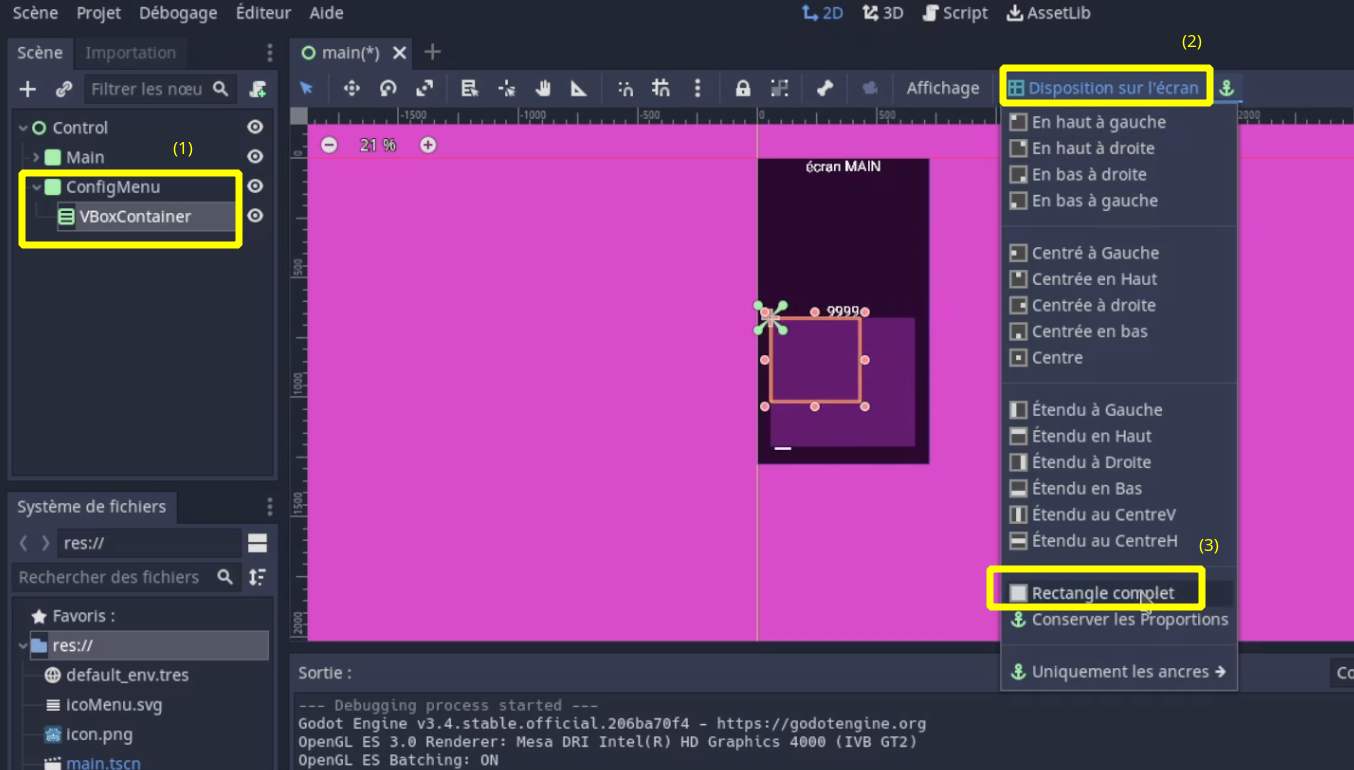 Scène Projet Débogage Éditeur Aide 2D 3D Script AssetLib
Scène Importation main(*) (2)
Filtrer les nœu Affichage Disposition sur l'écran
-1500 -1000 -500 0 500 2000
Control
(1)
Main
ConfigMenu
VBoxContainer
21 %
écran MAIN
9999
0
500
1000
1500
2000
En haut à gauche
En haut à droite
En bas à droite
En bas à gauche
Centré à Gauche
Centrée en Haut
Centrée à droite
Centrée en bas
Centre
Étendu à Gauche
Étendu en Haut
Étendu à Droite
Étendu en Bas
Étendu au CentreV
Étendu au CentreH
(3)
Rectangle complet
Conserver les Proportions
Uniquement les ancres
Système de fichiers
res://
Rechercher des fichiers
Favoris :
res://
default_env.tres
icoMenu.svg
icon.png
main.tscn
Sortie :
Co
--- Debugging process started ---
Godot Engine v3.4.stable.official.206ba70f4 - https://godotengine.org
OpenGL ES 3.0 Renderer: Mesa DRI Intel(R) HD Graphics 4000 (IVB GT2)
OpenGL ES Batching: ON